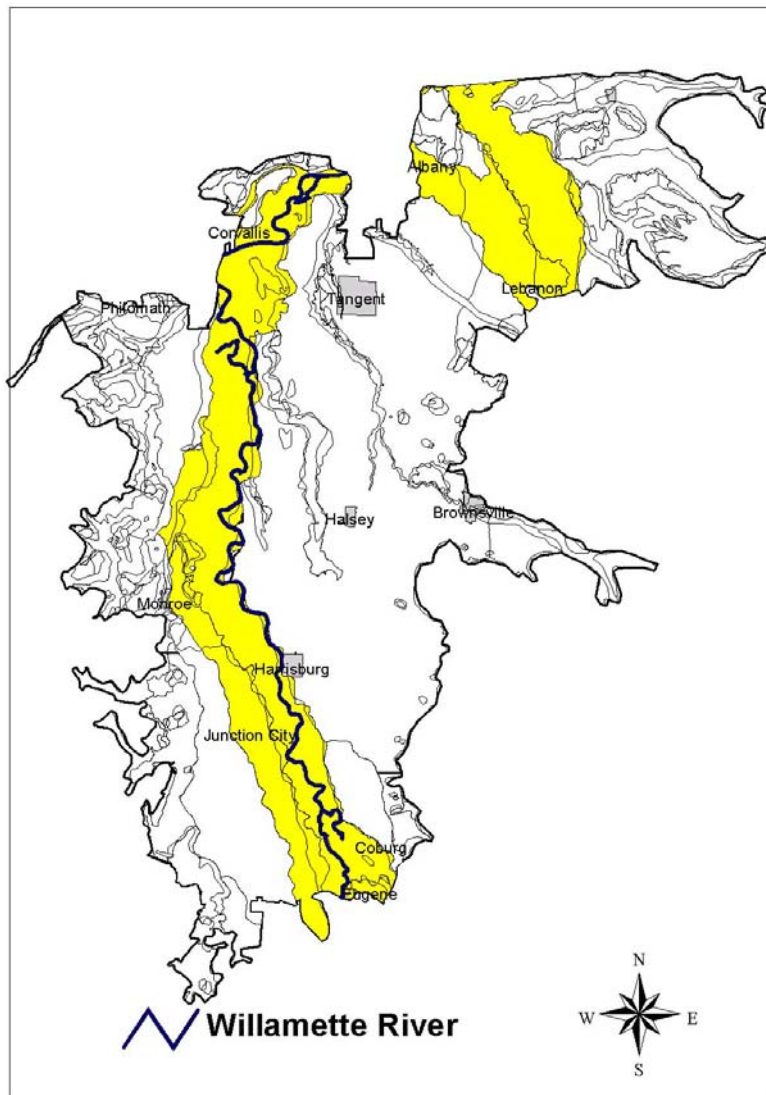 Albany
Corvallis
Lebanon
Tangent
Philomath
Brownsville
Halsey
Monroe
Harrisburg
Junction City
Coburg
Eugene
Willamette River
N
W E
S